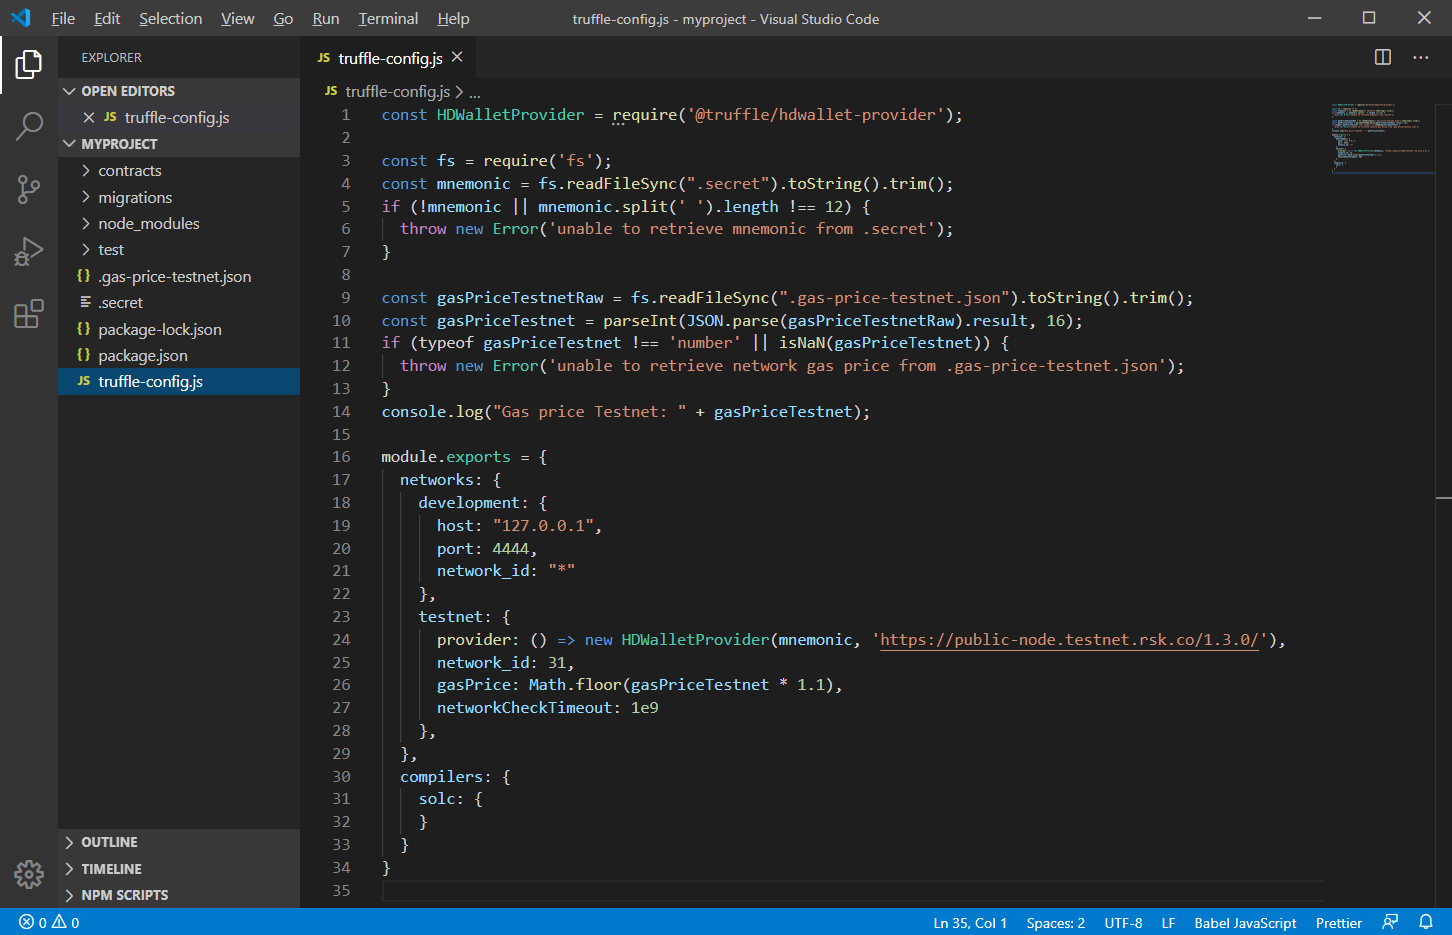 File Edit Selection View Go Run Terminal Help
truffle-config.js - myproject - Visual Studio Code
EXPLORER
OPEN EDITORS
JS truffle-config.js
MYPROJECT
contracts
migrations
node_modules
test
{} .gas-price-testnet.json
.secret
{} package-lock.json
{} package.json
JS truffle-config.js
OUTLINE
TIMELINE
NPM SCRIPTS
JS truffle-config.js
JS truffle-config.js > ...
1 const HDWalletProvider = require('@truffle/hdwallet-provider');
2
3 const fs = require('fs');
4 const mnemonic = fs.readFileSync(".secret").toString().trim();
5 if (!mnemonic || mnemonic.split(' ').length !== 12) {
6   throw new Error('unable to retrieve mnemonic from .secret');
7 }
8
9 const gasPriceTestnetRaw = fs.readFileSync(".gas-price-testnet.json").toString().trim();
10 const gasPriceTestnet = parseInt(JSON.parse(gasPriceTestnetRaw).result, 16);
11 if (typeof gasPriceTestnet !== 'number' || isNaN(gasPriceTestnet)) {
12   throw new Error('unable to retrieve network gas price from .gas-price-testnet.json');
13 }
14 console.log("Gas price Testnet: " + gasPriceTestnet);
15
16 module.exports = {
17   networks: {
18     development: {
19       host: "127.0.0.1",
20       port: 4444,
21       network_id: "*"
22     },
23     testnet: {
24       provider: () => new HDWalletProvider(mnemonic, 'https://public-node.testnet.rsk.co/1.3.0/'),
25       network_id: 31,
26       gasPrice: Math.floor(gasPriceTestnet * 1.1),
27       networkCheckTimeout: 1e9
28     },
29   },
30   compilers: {
31     solc: {
32     }
33   }
34 }
35
0 0
Ln 35, Col 1 Spaces: 2 UTF-8 LF Babel JavaScript Prettier